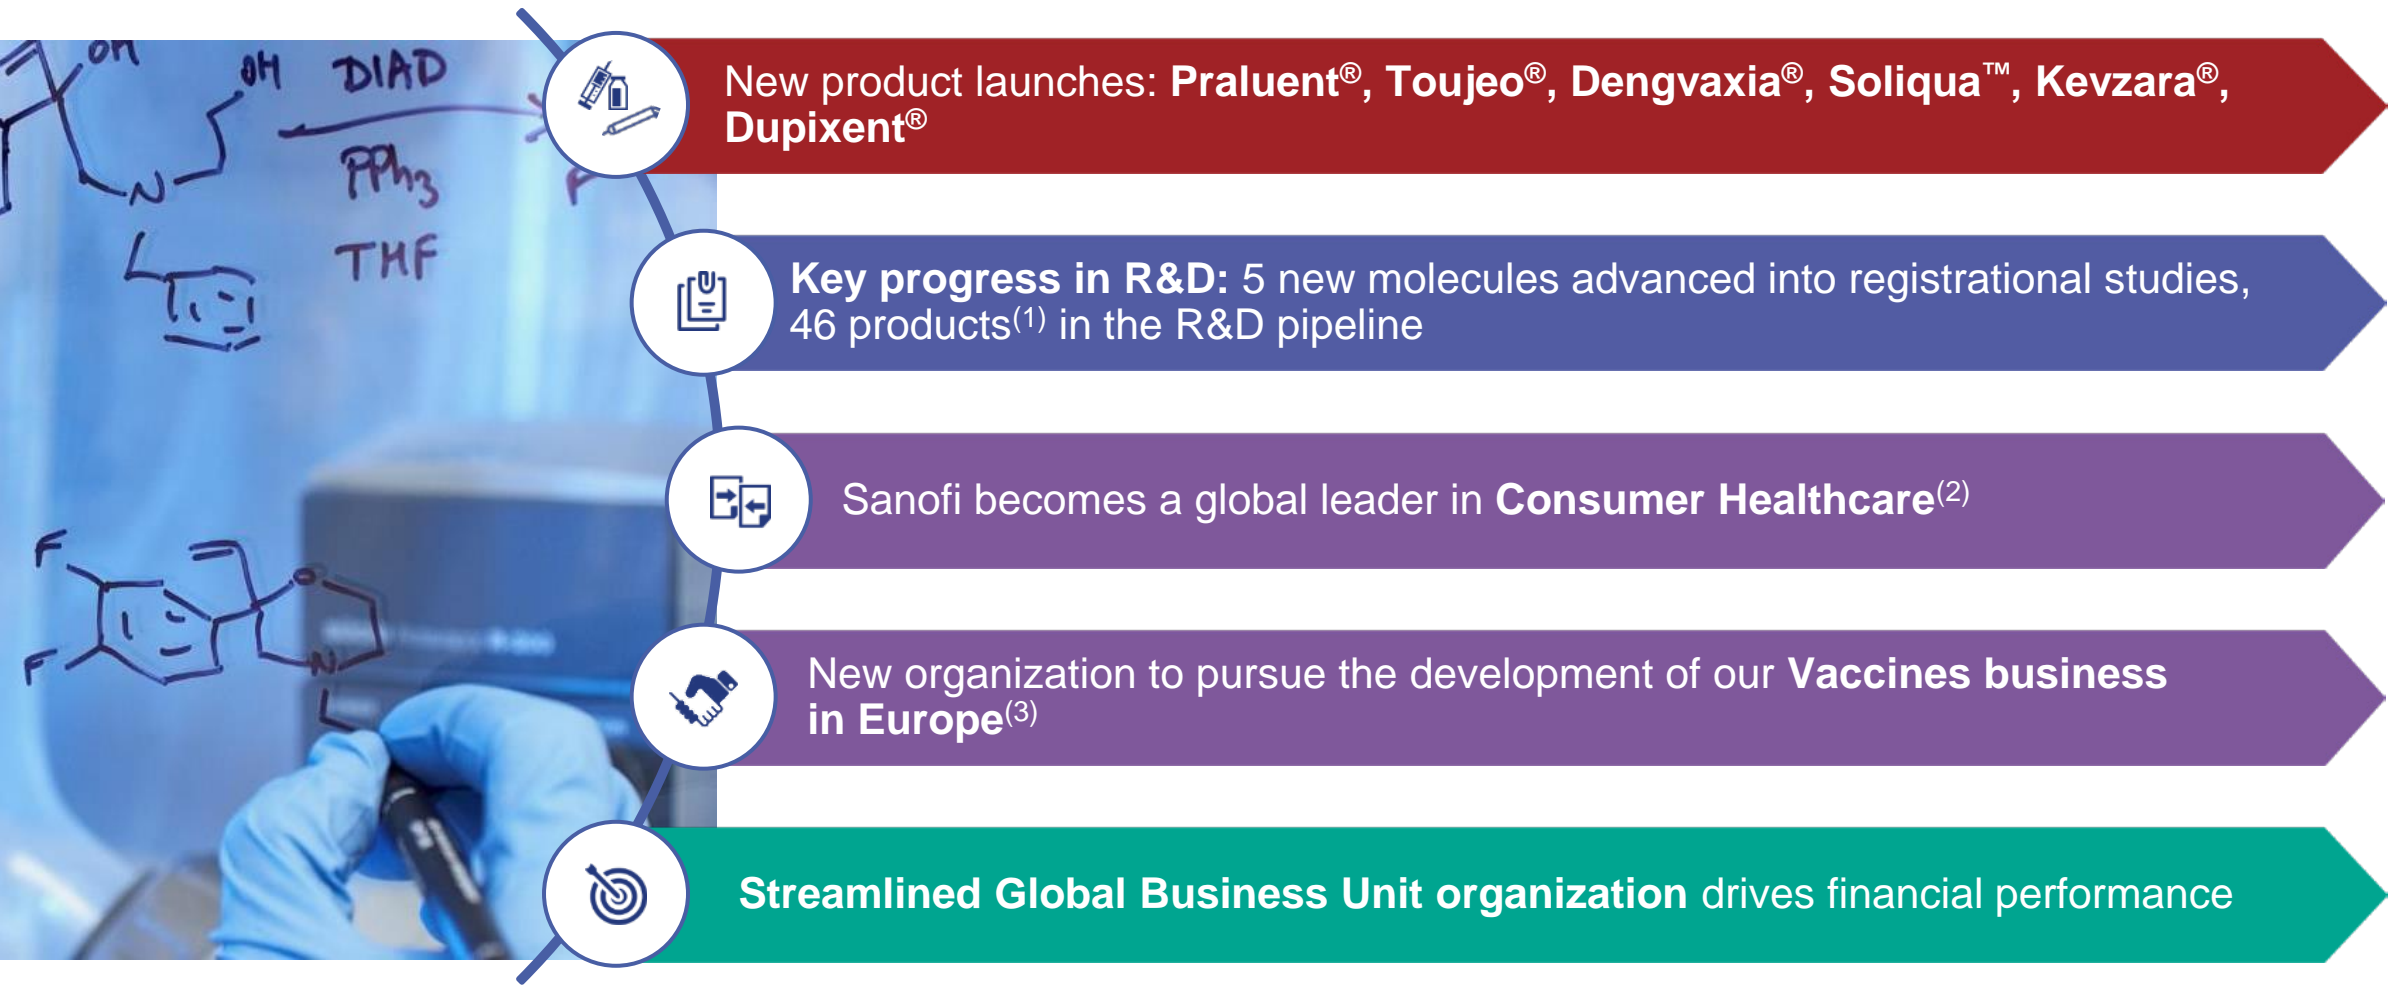 OH
OH DIAD
PPh3
N
F
THF
New product launches: Praluent®, Toujeo®, Dengvaxia®, Soliqua™, Kevzara®,
Dupixent®
Key progress in R&D: 5 new molecules advanced into registrational studies,
46 products(1) in the R&D pipeline
Sanofi becomes a global leader in Consumer Healthcare(2)
F
O
F
N
New organization to pursue the development of our Vaccines business
in Europe(3)
Streamlined Global Business Unit organization drives financial performance